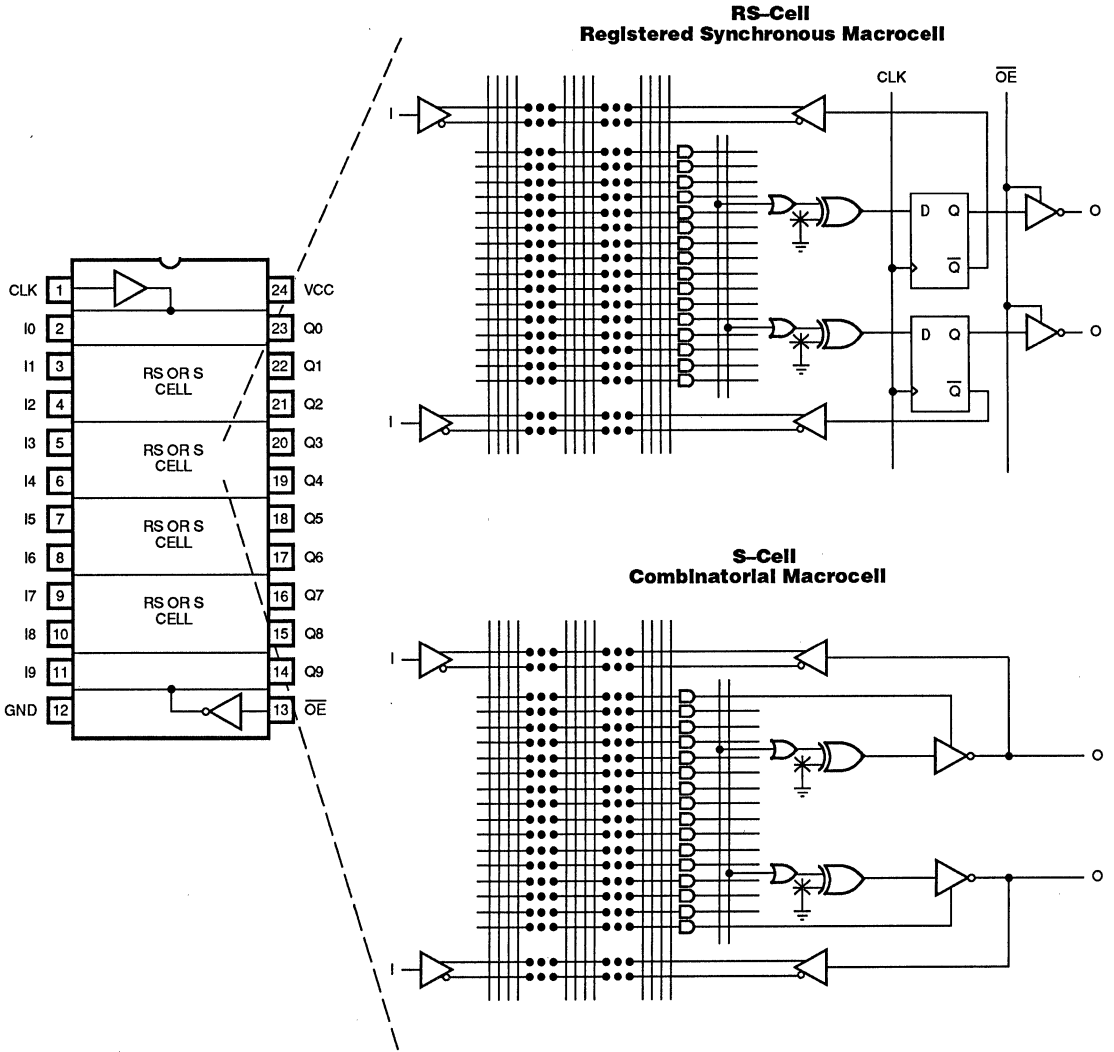 RS–Cell
Registered Synchronous Macrocell
CLK
OE
I
D Q
Q
O
D Q
Q
O
I
CLK 1
24 VCC
I0 2
23 Q0
I1 3
22 Q1
RS OR S
CELL
I2 4
21 Q2
I3 5
20 Q3
RS OR S
CELL
I4 6
19 Q4
I5 7
18 Q5
RS OR S
CELL
I6 8
17 Q6
I7 9
16 Q7
RS OR S
CELL
I8 10
15 Q8
I9 11
14 Q9
GND 12
13 OE
S–Cell
Combinatorial Macrocell
I
O
O
I